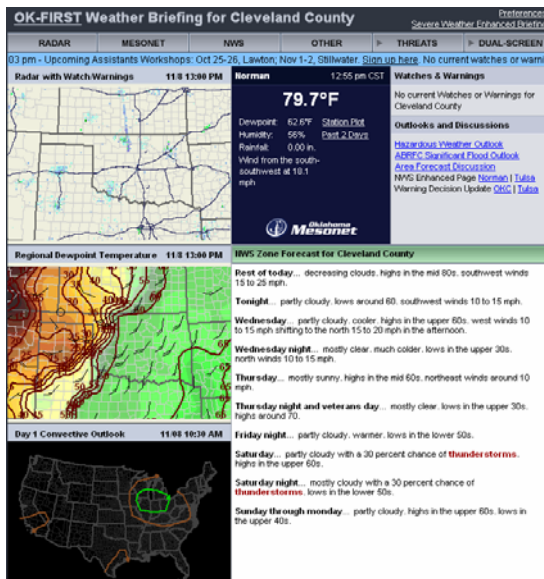 OK-FIRST Weather Briefing for Cleveland County
Preferences
Severe Weather Enhanced Briefing
RADAR MESONET NWS OTHER THREATS DUAL-SCREEN
03 pm - Upcoming Assistants Workshops: Oct 25-26, Lawton; Nov 1-2, Stillwater. Sign up here. No current watches or warni
Radar with Watch/Warnings 11/8 13:00 PM
Norman 12:55 pm CST
79.7°F
Dewpoint: 62.6°F Station Plot
Humidity: 56% Past 2 Days
Rainfall: 0.00 in.
Wind from the south-
southwest at 18.1
mph
Oklahoma
Mesonet
Watches & Warnings
No current Watches or Warnings for
Cleveland County
Outlooks and Discussions
Hazardous Weather Outlook
ABRFC Significant Flood Outlook
Area Forecast Discussion
NWS Enhanced Page Norman | Tulsa
Warning Decision Update OKC | Tulsa
Regional Dewpoint Temperature 11/8 13:00 PM
NWS Zone Forecast for Cleveland County
Rest of today... decreasing clouds. highs in the mid 80s. southwest winds
15 to 25 mph.
Tonight... partly cloudy. lows around 60. southwest winds 10 to 15 mph.
Wednesday... partly cloudy. cooler. highs in the upper 60s. west winds 10
to 15 mph shifting to the north 15 to 20 mph in the afternoon.
Wednesday night... mostly clear. much colder. lows in the upper 30s.
north winds 10 to 15 mph.
Thursday... mostly sunny. highs in the mid 60s. northeast winds around 10
mph.
Thursday night and veterans day... mostly clear. lows in the upper 30s.
highs around 70.
Friday night... partly cloudy. warmer. lows in the lower 50s.
Saturday... partly cloudy with a 30 percent chance of thunderstorms.
highs in the upper 60s.
Saturday night... mostly cloudy with a 30 percent chance of
thunderstorms. lows in the lower 50s.
Sunday through monday... partly cloudy. highs in the upper 60s. lows in
the upper 40s.
Day 1 Convective Outlook 11/08 10:30 AM